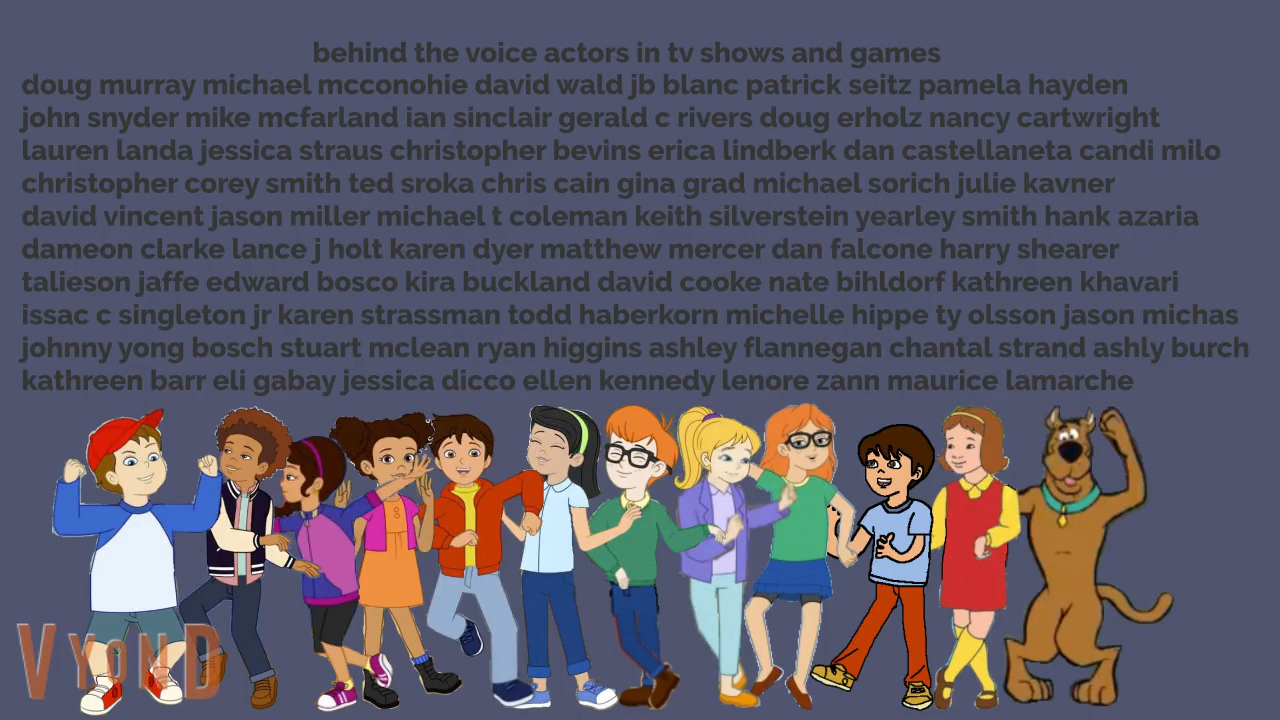 behind the voice actors in tv shows and games
doug murray michael mcconohie david wald jb blanc patrick seitz pamela hayden
john snyder mike mcfarland ian sinclair gerald c rivers doug erholz nancy cartwright
lauren landa jessica straus christopher bevins erica lindberk dan castellaneta candi milo
christopher corey smith ted sroka chris cain gina grad michael sorich julie kavner
david vincent jason miller michael t coleman keith silverstein yearley smith hank azaria
dameon clarke lance j holt karen dyer matthew mercer dan falcone harry shearer
talieson jaffe edward bosco kira buckland david cooke nate bihldorf kathreen khavari
issac c singleton jr karen strassman todd haberkorn michelle hippe ty olsson jason michas
johnny yong bosch stuart mclean ryan higgins ashley flannegan chantal strand ashly burch
kathreen barr eli gabay jessica dicco ellen kennedy lenore zann maurice lamarche
VYOND